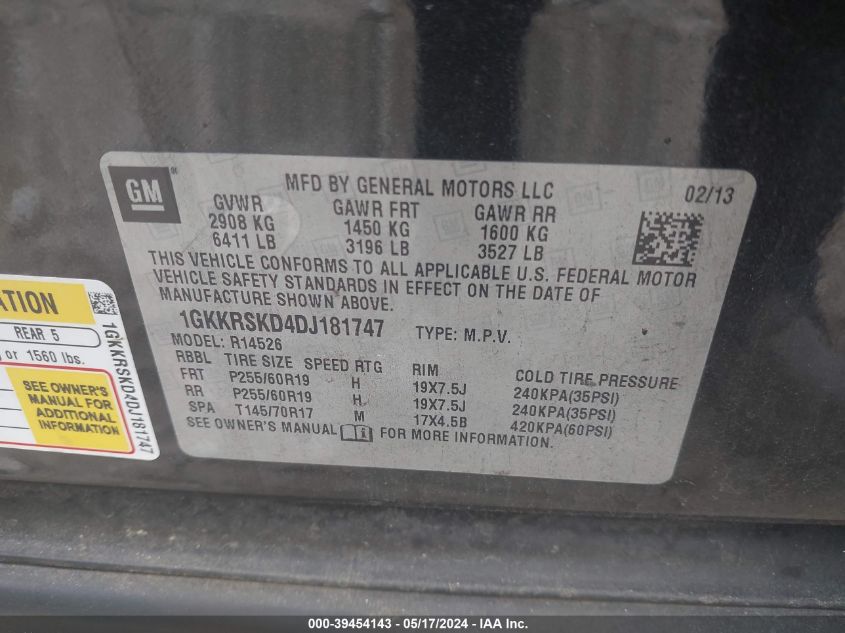 GM
MFD BY GENERAL MOTORS LLC 02/13
GVWR GAWR FRT GAWR RR
2908 KG 1450 KG 1600 KG
6411 LB 3196 LB 3527 LB
THIS VEHICLE CONFORMS TO ALL APPLICABLE U.S. FEDERAL MOTOR
VEHICLE SAFETY STANDARDS IN EFFECT ON THE DATE OF
MANUFACTURE SHOWN ABOVE.
1GKKRSKD4DJ181747 TYPE: M.P.V.
MODEL: R14526
RBBL TIRE SIZE SPEED RTG RIM COLD TIRE PRESSURE
FRT P255/60R19 H 19X7.5J 240KPA(35PSI)
RR P255/60R19 H 19X7.5J 240KPA(35PSI)
SPA T145/70R17 M 17X4.5B 420KPA(60PSI)
SEE OWNER'S MANUAL FOR MORE INFORMATION.
REAR 5
or 1560 lbs.
SEE OWNER'S
MANUAL FOR
ADDITIONAL
INFORMATION
1GKKRSKD4DJ181747
000-39454143 - 05/17/2024 - IAA Inc.